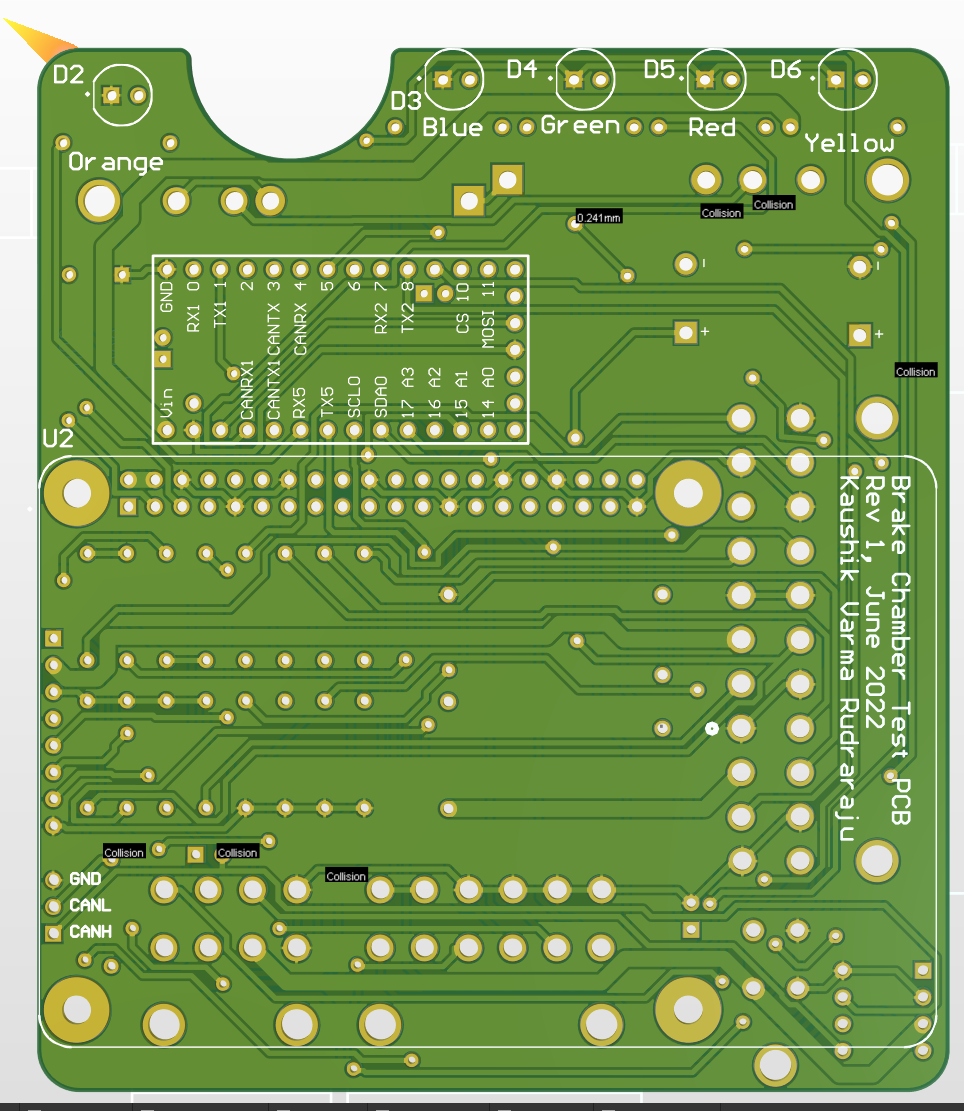 D2
D3
D4
D5
D6
Orange
Blue
Green
Red
Yellow
Collision
Collision
0.241mm
-
-
+
+
GND
RX1 0
TX1 1
2
CANTX 3
CANRX 4
5
6
RX2 7
TX2 8
CS 10
MOSI 11
Vin
CANRX1
CANTX1
RX5
TX5
SCL0
SDA0
17 A3
16 A2
15 A1
14 A0
Collision
U2
Brake Chamber Test PCB
Rev 1, June 2022
Kaushik Varma Rudraraju
Collision
Collision
Collision
GND
CANL
CANH